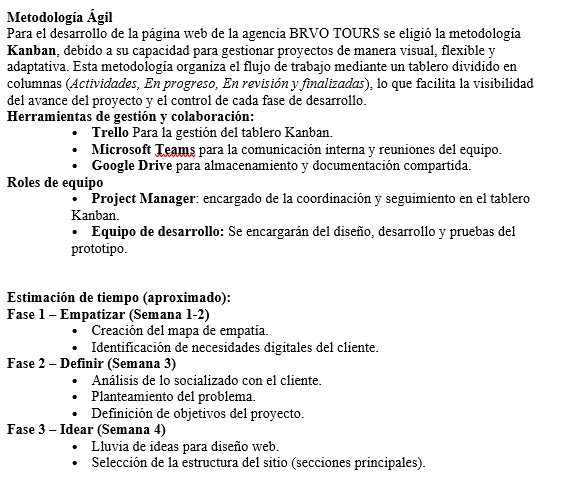 Metodología Ágil
Para el desarrollo de la página web de la agencia BRVO TOURS se eligió la metodología
Kanban, debido a su capacidad para gestionar proyectos de manera visual, flexible y
adaptativa. Esta metodología organiza el flujo de trabajo mediante un tablero dividido en
columnas (Actividades, En progreso, En revisión y finalizadas), lo que facilita la visibilidad
del avance del proyecto y el control de cada fase de desarrollo.
Herramientas de gestión y colaboración:
• Trello Para la gestión del tablero Kanban.
• Microsoft Teams para la comunicación interna y reuniones del equipo.
• Google Drive para almacenamiento y documentación compartida.
Roles de equipo
• Project Manager: encargado de la coordinación y seguimiento en el tablero
Kanban.
• Equipo de desarrollo: Se encargarán del diseño, desarrollo y pruebas del
prototipo.
Estimación de tiempo (aproximado):
Fase 1 – Empatizar (Semana 1-2)
• Creación del mapa de empatía.
• Identificación de necesidades digitales del cliente.
Fase 2 – Definir (Semana 3)
• Análisis de lo socializado con el cliente.
• Planteamiento del problema.
• Definición de objetivos del proyecto.
Fase 3 – Idear (Semana 4)
• Lluvia de ideas para diseño web.
• Selección de la estructura del sitio (secciones principales).